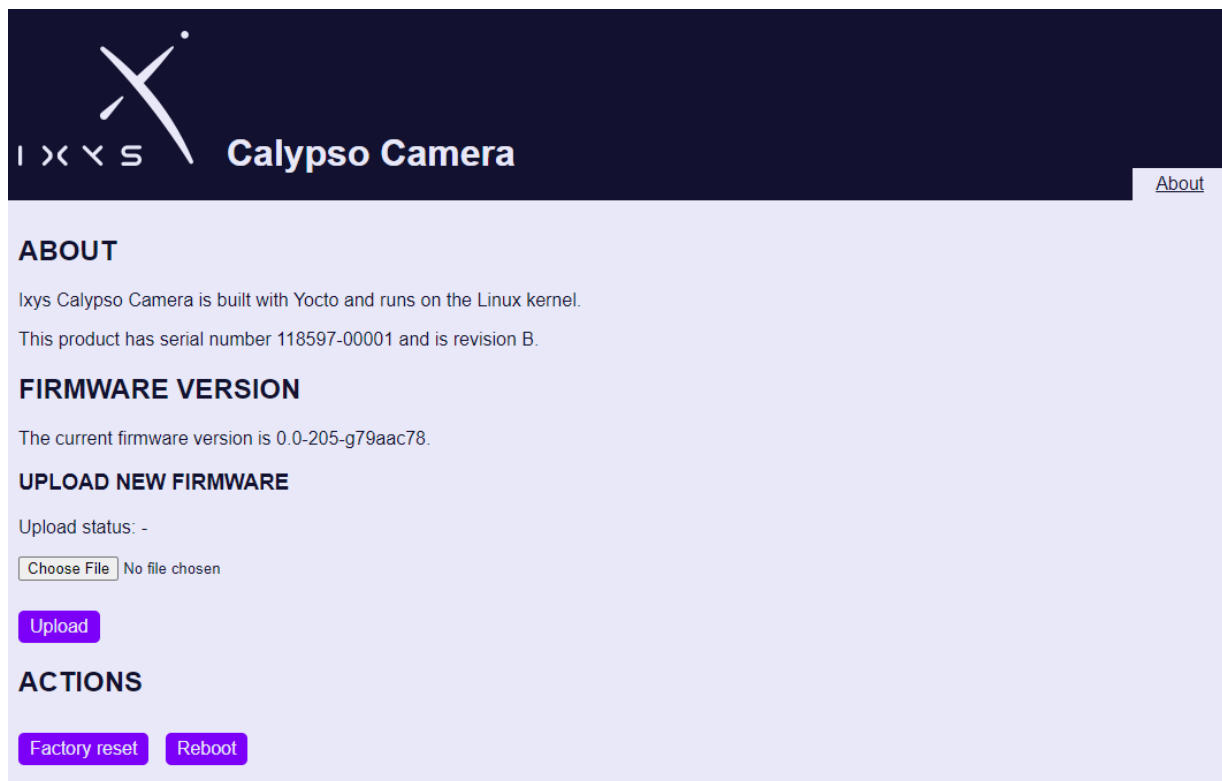 IXYS
Calypso Camera
About
ABOUT
Ixys Calypso Camera is built with Yocto and runs on the Linux kernel.
This product has serial number 118597-00001 and is revision B.
FIRMWARE VERSION
The current firmware version is 0.0-205-g79aac78.
UPLOAD NEW FIRMWARE
Upload status: -
Choose File No file chosen
Upload
ACTIONS
Factory reset Reboot